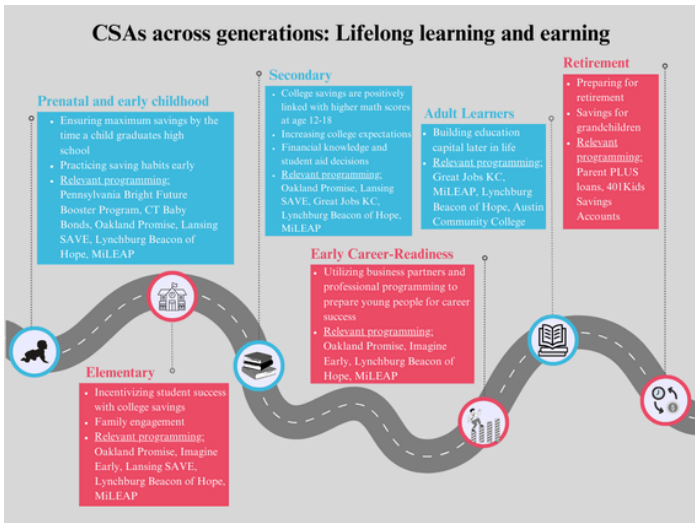 CSAs across generations: Lifelong learning and earning
Prenatal and early childhood
Ensuring maximum savings by the
time a child graduates high
school
Practicing saving habits early
Relevant programming:
Pennsylvania Bright Future
Booster Program, CT Baby
Bonds, Oakland Promise, Lansing
SAVE, Lynchburg Beacon of
Hope, MiLEAP
Elementary
Incentivizing student success
with college savings
Family engagement
Relevant programming:
Oakland Promise, Imagine
Early, Lansing SAVE,
Lynchburg Beacon of Hope,
MiLEAP
Secondary
College savings are positively
linked with higher math scores
at age 12-18
Increasing college expectations
Financial knowledge and
student aid decisions
Relevant programming:
Oakland Promise, Lansing
SAVE, Great Jobs KC,
Lynchburg Beacon of Hope,
MiLEAP
Early Career-Readiness
Utilizing business partners and
professional programming to
prepare young people for career
success
Relevant programming:
Oakland Promise, Imagine
Early, Lynchburg Beacon of
Hope, MiLEAP
Adult Learners
Building education
capital later in life
Relevant programming:
Great Jobs KC,
MiLEAP, Lynchburg
Beacon of Hope, Austin
Community College
Retirement
Preparing for
retirement
Savings for
grandchildren
Relevant
programming:
Parent PLUS
loans, 401Kids
Savings
Accounts